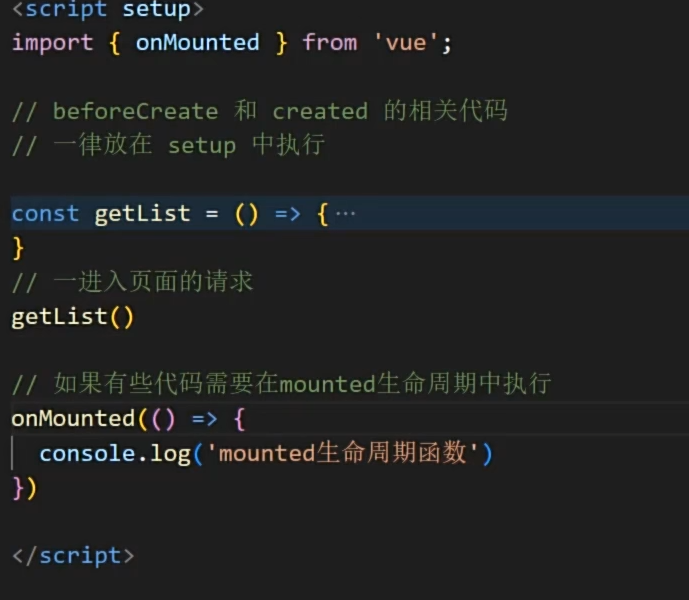 <script setup>
import { onMounted } from 'vue';
// beforeCreate 和 created 的相关代码
// 一律放在 setup 中执行
const getList = () => {···
}
// 一进入页面的请求
getList()
// 如果有些代码需要在mounted生命周期中执行
onMounted(() => {
  console.log('mounted生命周期函数')
})
</script>